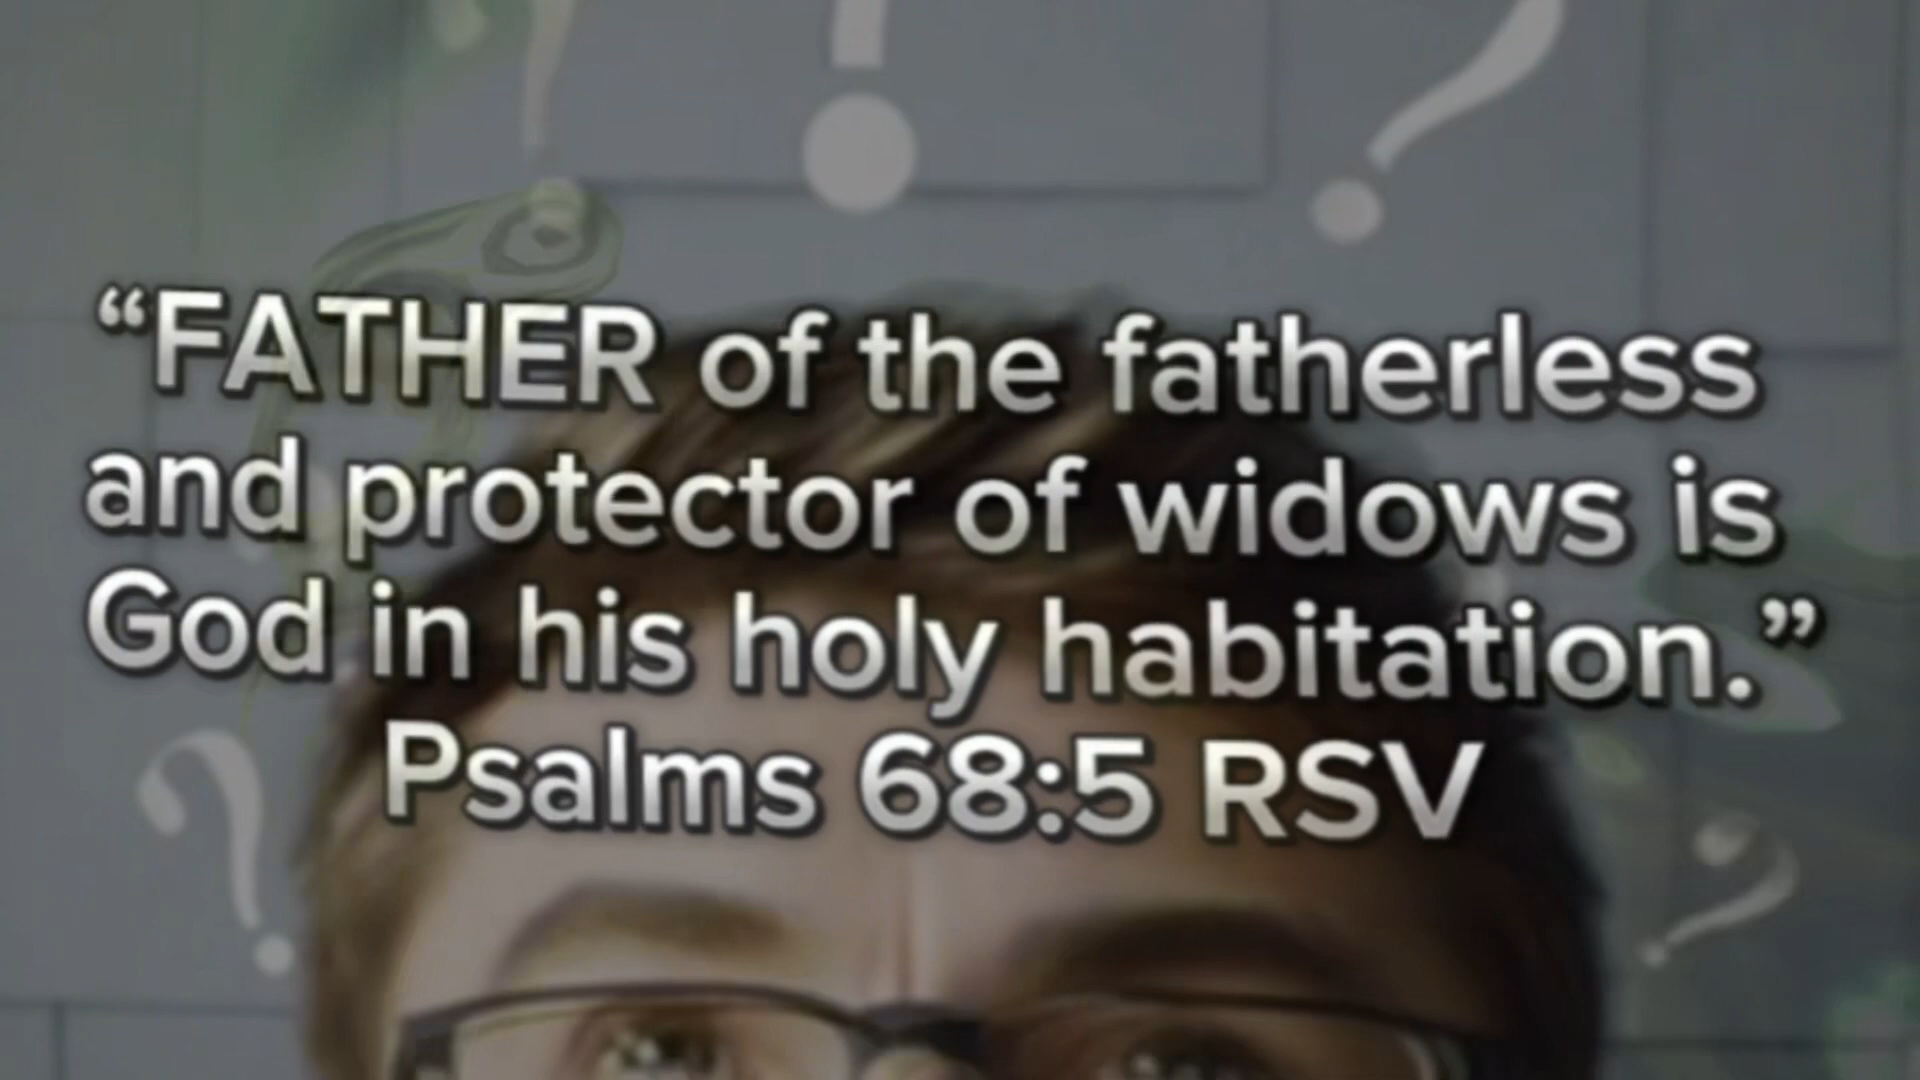 “FATHER of the fatherless
and protector of widows is
God in his holy habitation.”
Psalms 68:5 RSV